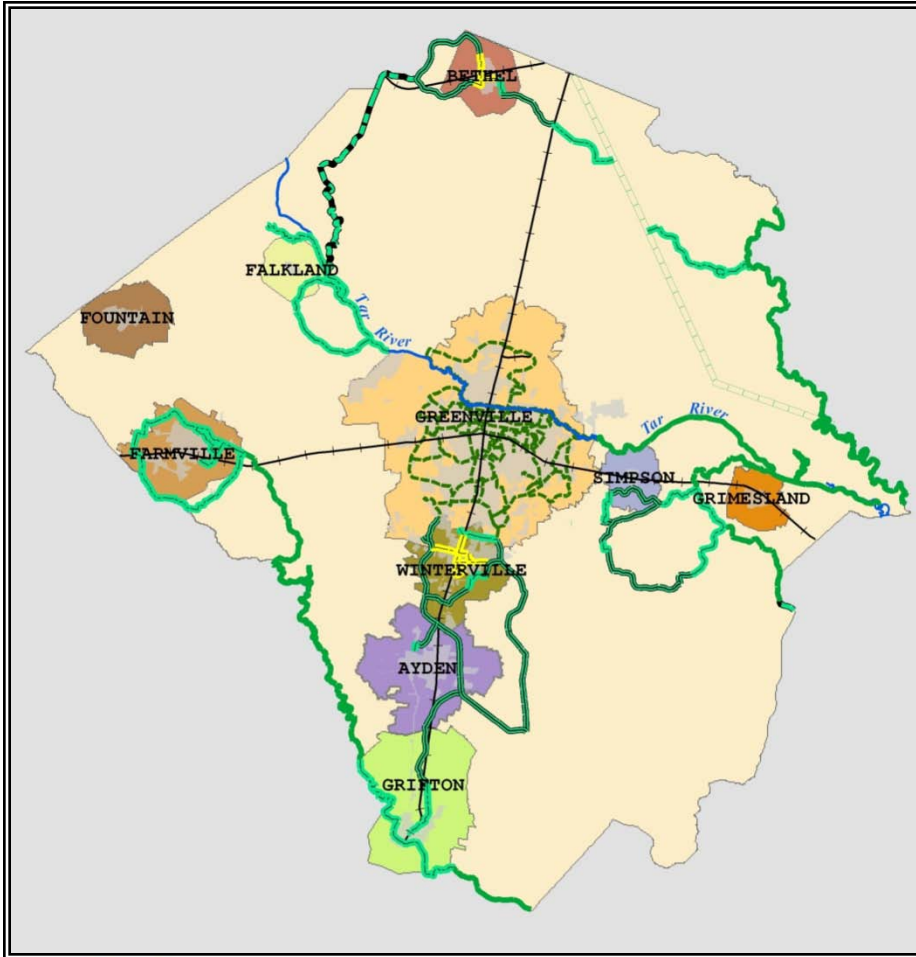 BETHEL
FALKLAND
FOUNTAIN
Tar River
GREENVILLE
Tar River
FARMVILLE
SIMPSON
GRIMESLAND
WINTERVILLE
AYDEN
GRIFTON